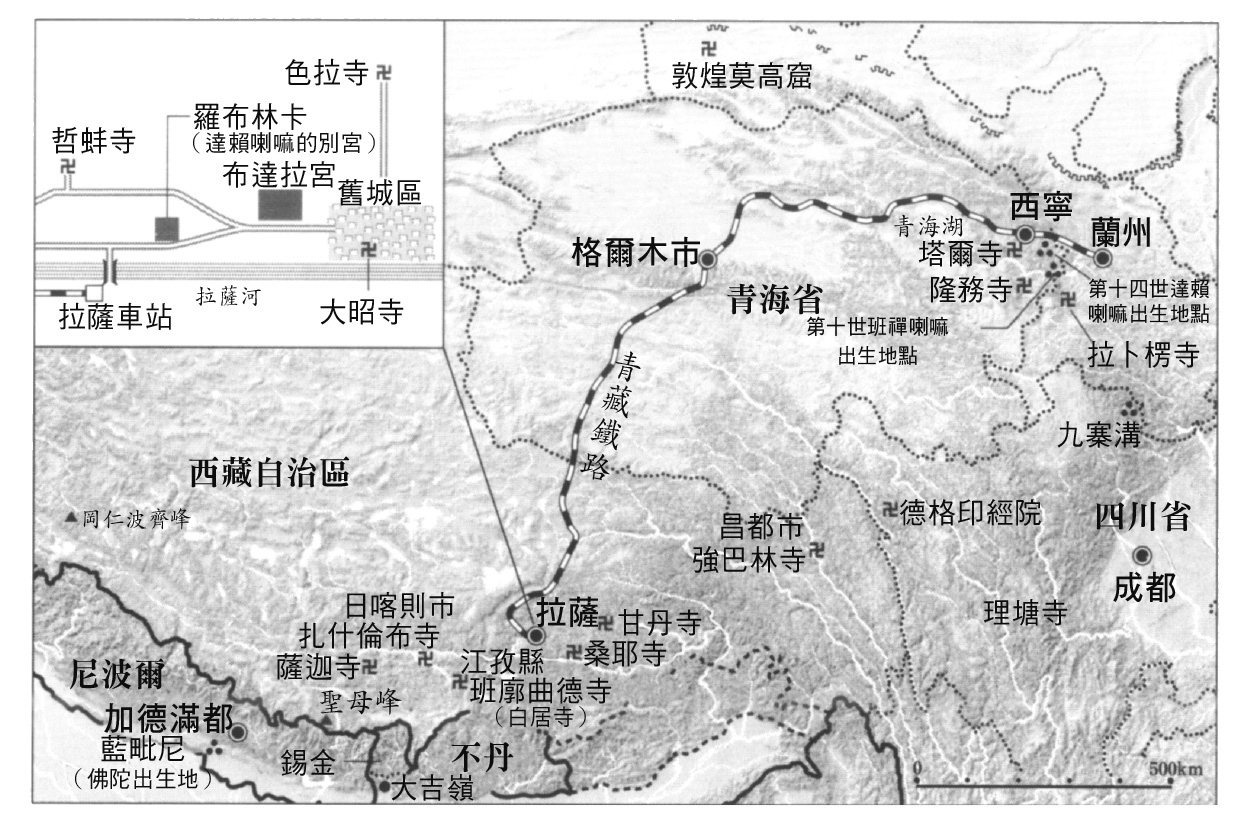 色拉寺
羅布林卡
（達賴喇嘛的別宮）
哲蚌寺
布達拉宮
舊城區
拉薩河
大昭寺
拉薩車站
敦煌莫高窟
西寧
蘭州
青海湖
格爾木市
塔爾寺
青海省
隆務寺
第十四世達賴
喇嘛出生地點
第十世班禪喇嘛
出生地點
拉卜楞寺
青藏鐵路
九寨溝
西藏自治區
岡仁波齊峰
昌都市
強巴林寺
德格印經院
四川省
成都
理塘寺
日喀則市
扎什倫布寺
拉薩
甘丹寺
桑耶寺
薩迦寺
江孜縣
班廓曲德寺
（白居寺）
聖母峰
尼波爾
加德滿都
藍毗尼
（佛陀出生地）
錫金
不丹
大吉嶺
0
500km